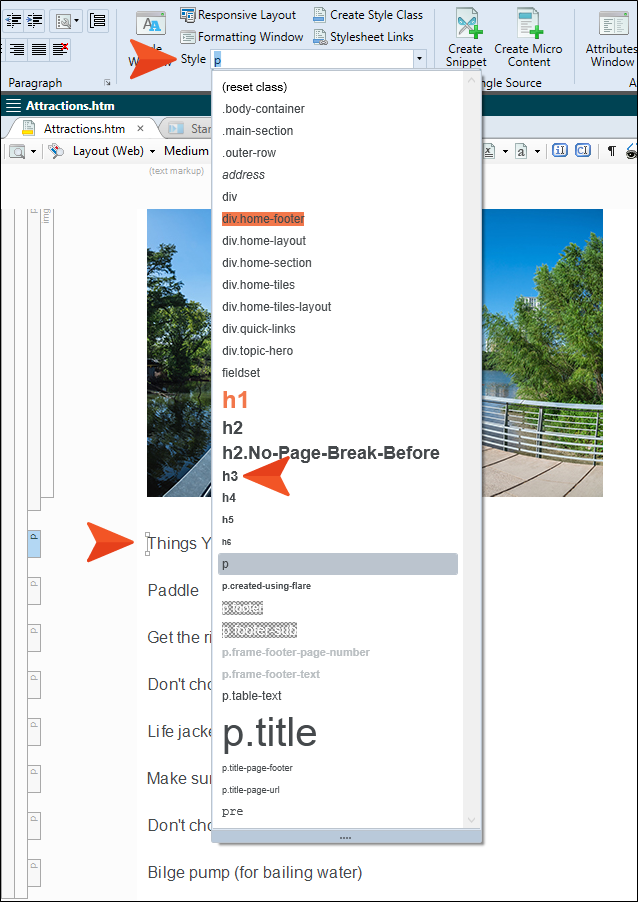 Responsive Layout
Create Style Class
Formatting Window
Stylesheet Links
Style
p
Create
Snippet
Create Micro
Content
Attributes
Window
Paragraph
Attractions.htm
Attractions.htm
Layout (Web)
Medium
(text markup)
p
img
(reset class)
.body-container
.main-section
.outer-row
address
div
div.home-footer
div.home-layout
div.home-section
div.home-tiles
div.home-tiles-layout
div.quick-links
div.topic-hero
fieldset
h1
h2
h2.No-Page-Break-Before
h3
h4
h5
h6
p
p.created-using-flare
p.footer
p.footer-sub
p.frame-footer-page-number
p.frame-footer-text
p.table-text
p.title
p.title-page-footer
p.title-page-url
pre
p Things Y
p Paddle
p Get the ri
p Don't cho
p Life jacke
p Make sur
p Don't cho
p Bilge pump (for bailing water)